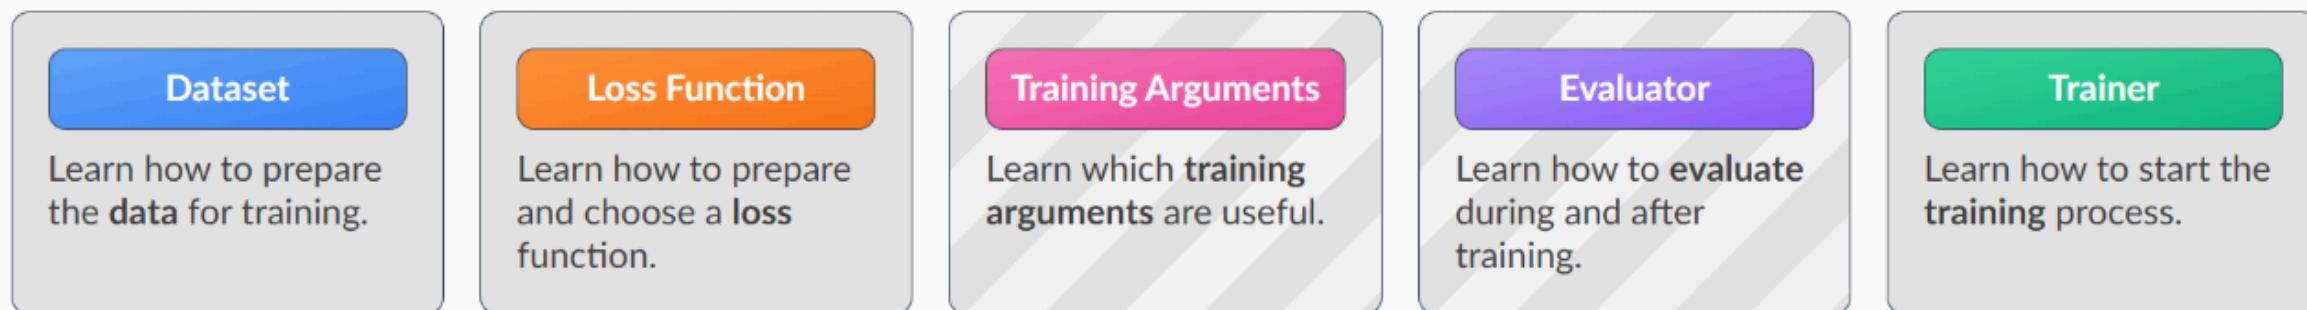 Dataset
Learn how to prepare
the data for training.
Loss Function
Learn how to prepare
and choose a loss
function.
Training Arguments
Learn which training
arguments are useful.
Evaluator
Learn how to evaluate
during and after
training.
Trainer
Learn how to start the
training process.